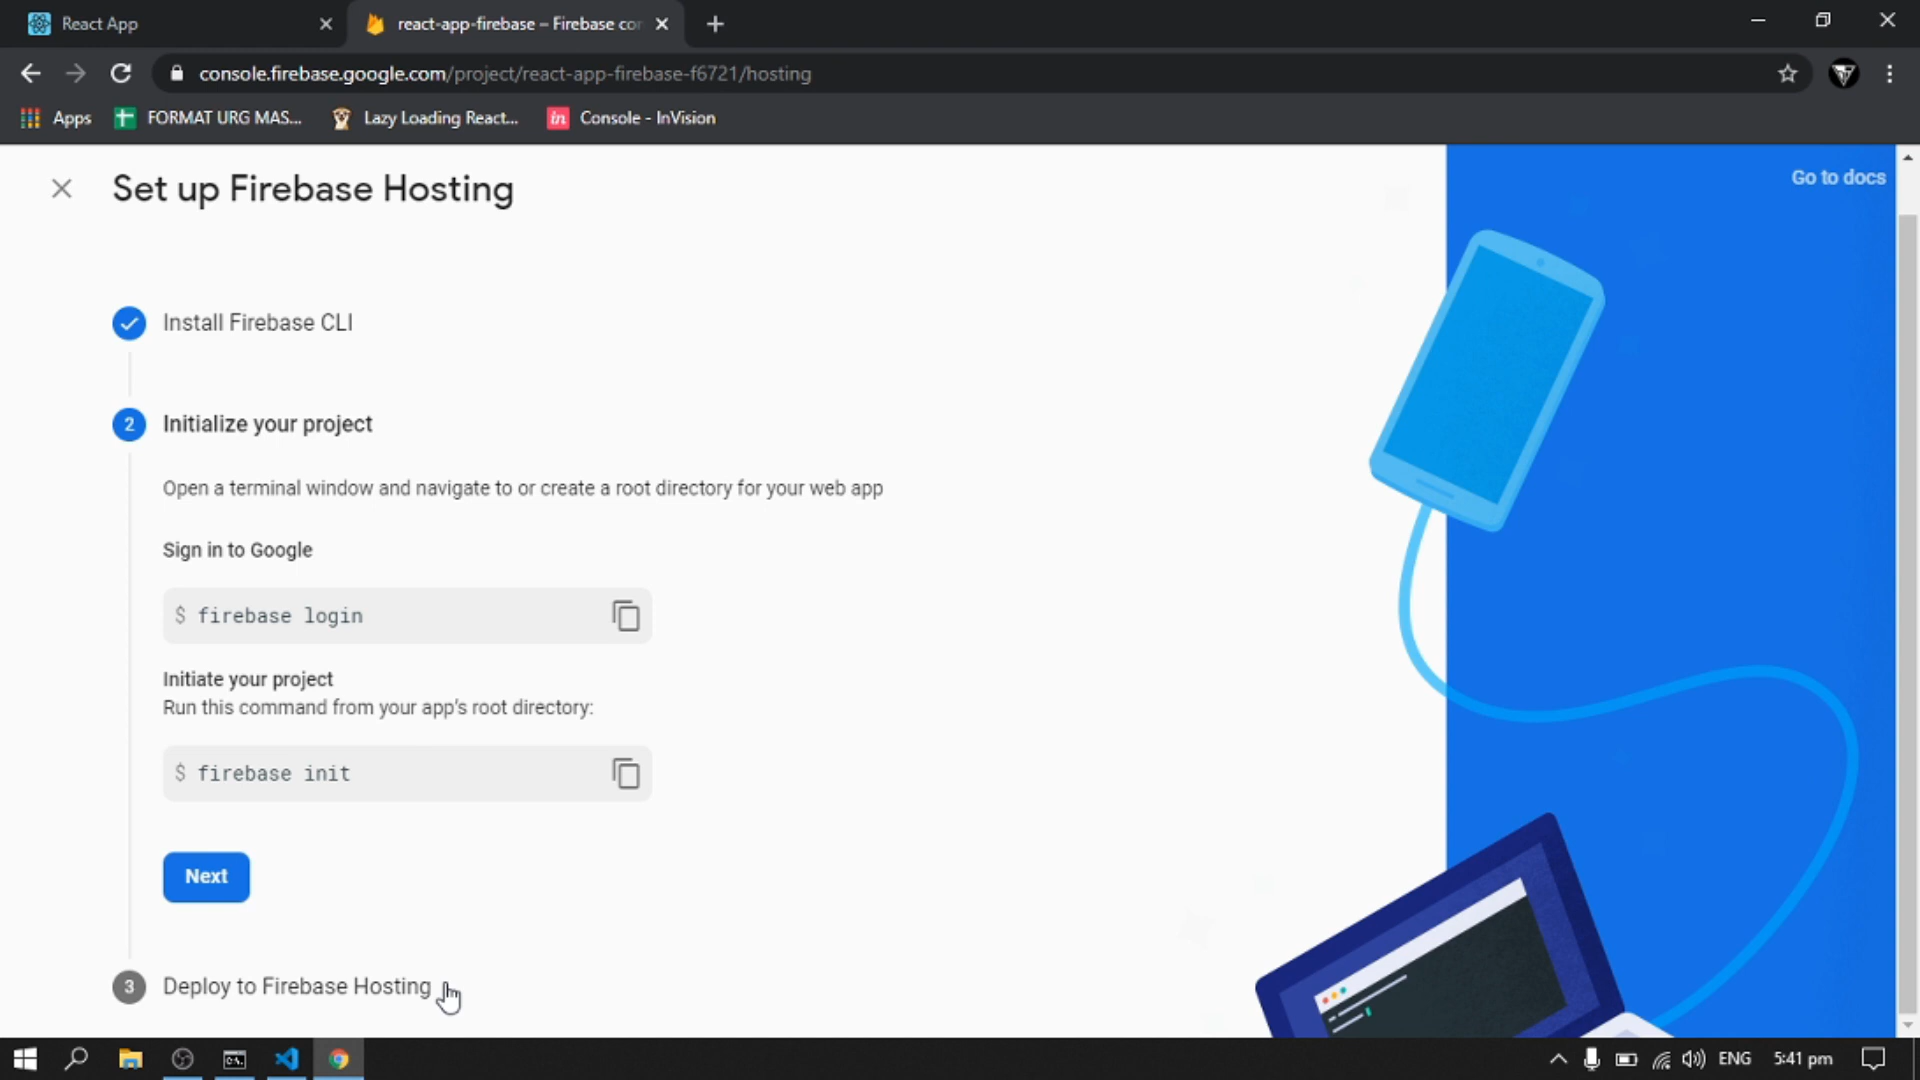 React App
react-app-firebase – Firebase con
console.firebase.google.com/project/react-app-firebase-f6721/hosting
Apps
FORMAT URG MAS...
Lazy Loading React...
in
Console - InVision
Set up Firebase Hosting
Go to docs
Install Firebase CLI
2
Initialize your project
Open a terminal window and navigate to or create a root directory for your web app
Sign in to Google
$ firebase login
Initiate your project
Run this command from your app's root directory:
$ firebase init
Next
3
Deploy to Firebase Hosting
ENG
5:41 pm